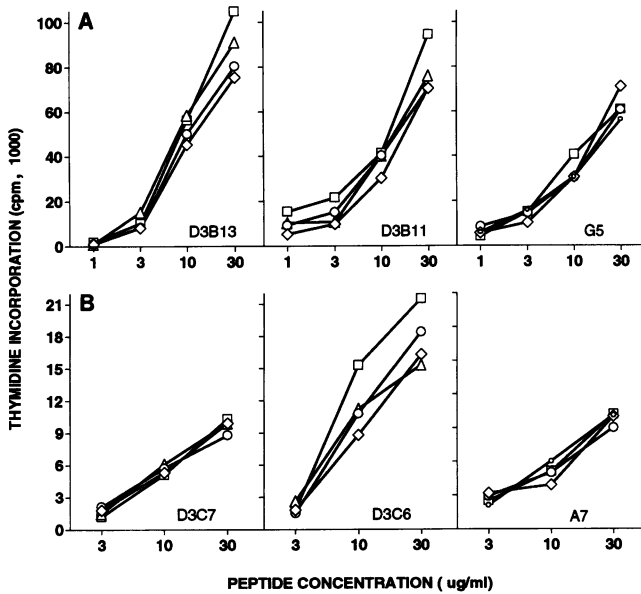 A
100
80
60
40
20
0
D3B13
D3B11
G5
1 3 10 30
1 3 10 30
1 3 10 30
THYMIDINE INCORPORATION (cpm, 1000)
B
21
18
15
12
9
6
3
0
D3C7
D3C6
A7
3 10 30
3 10 30
3 10 30
PEPTIDE CONCENTRATION ( ug/ml)